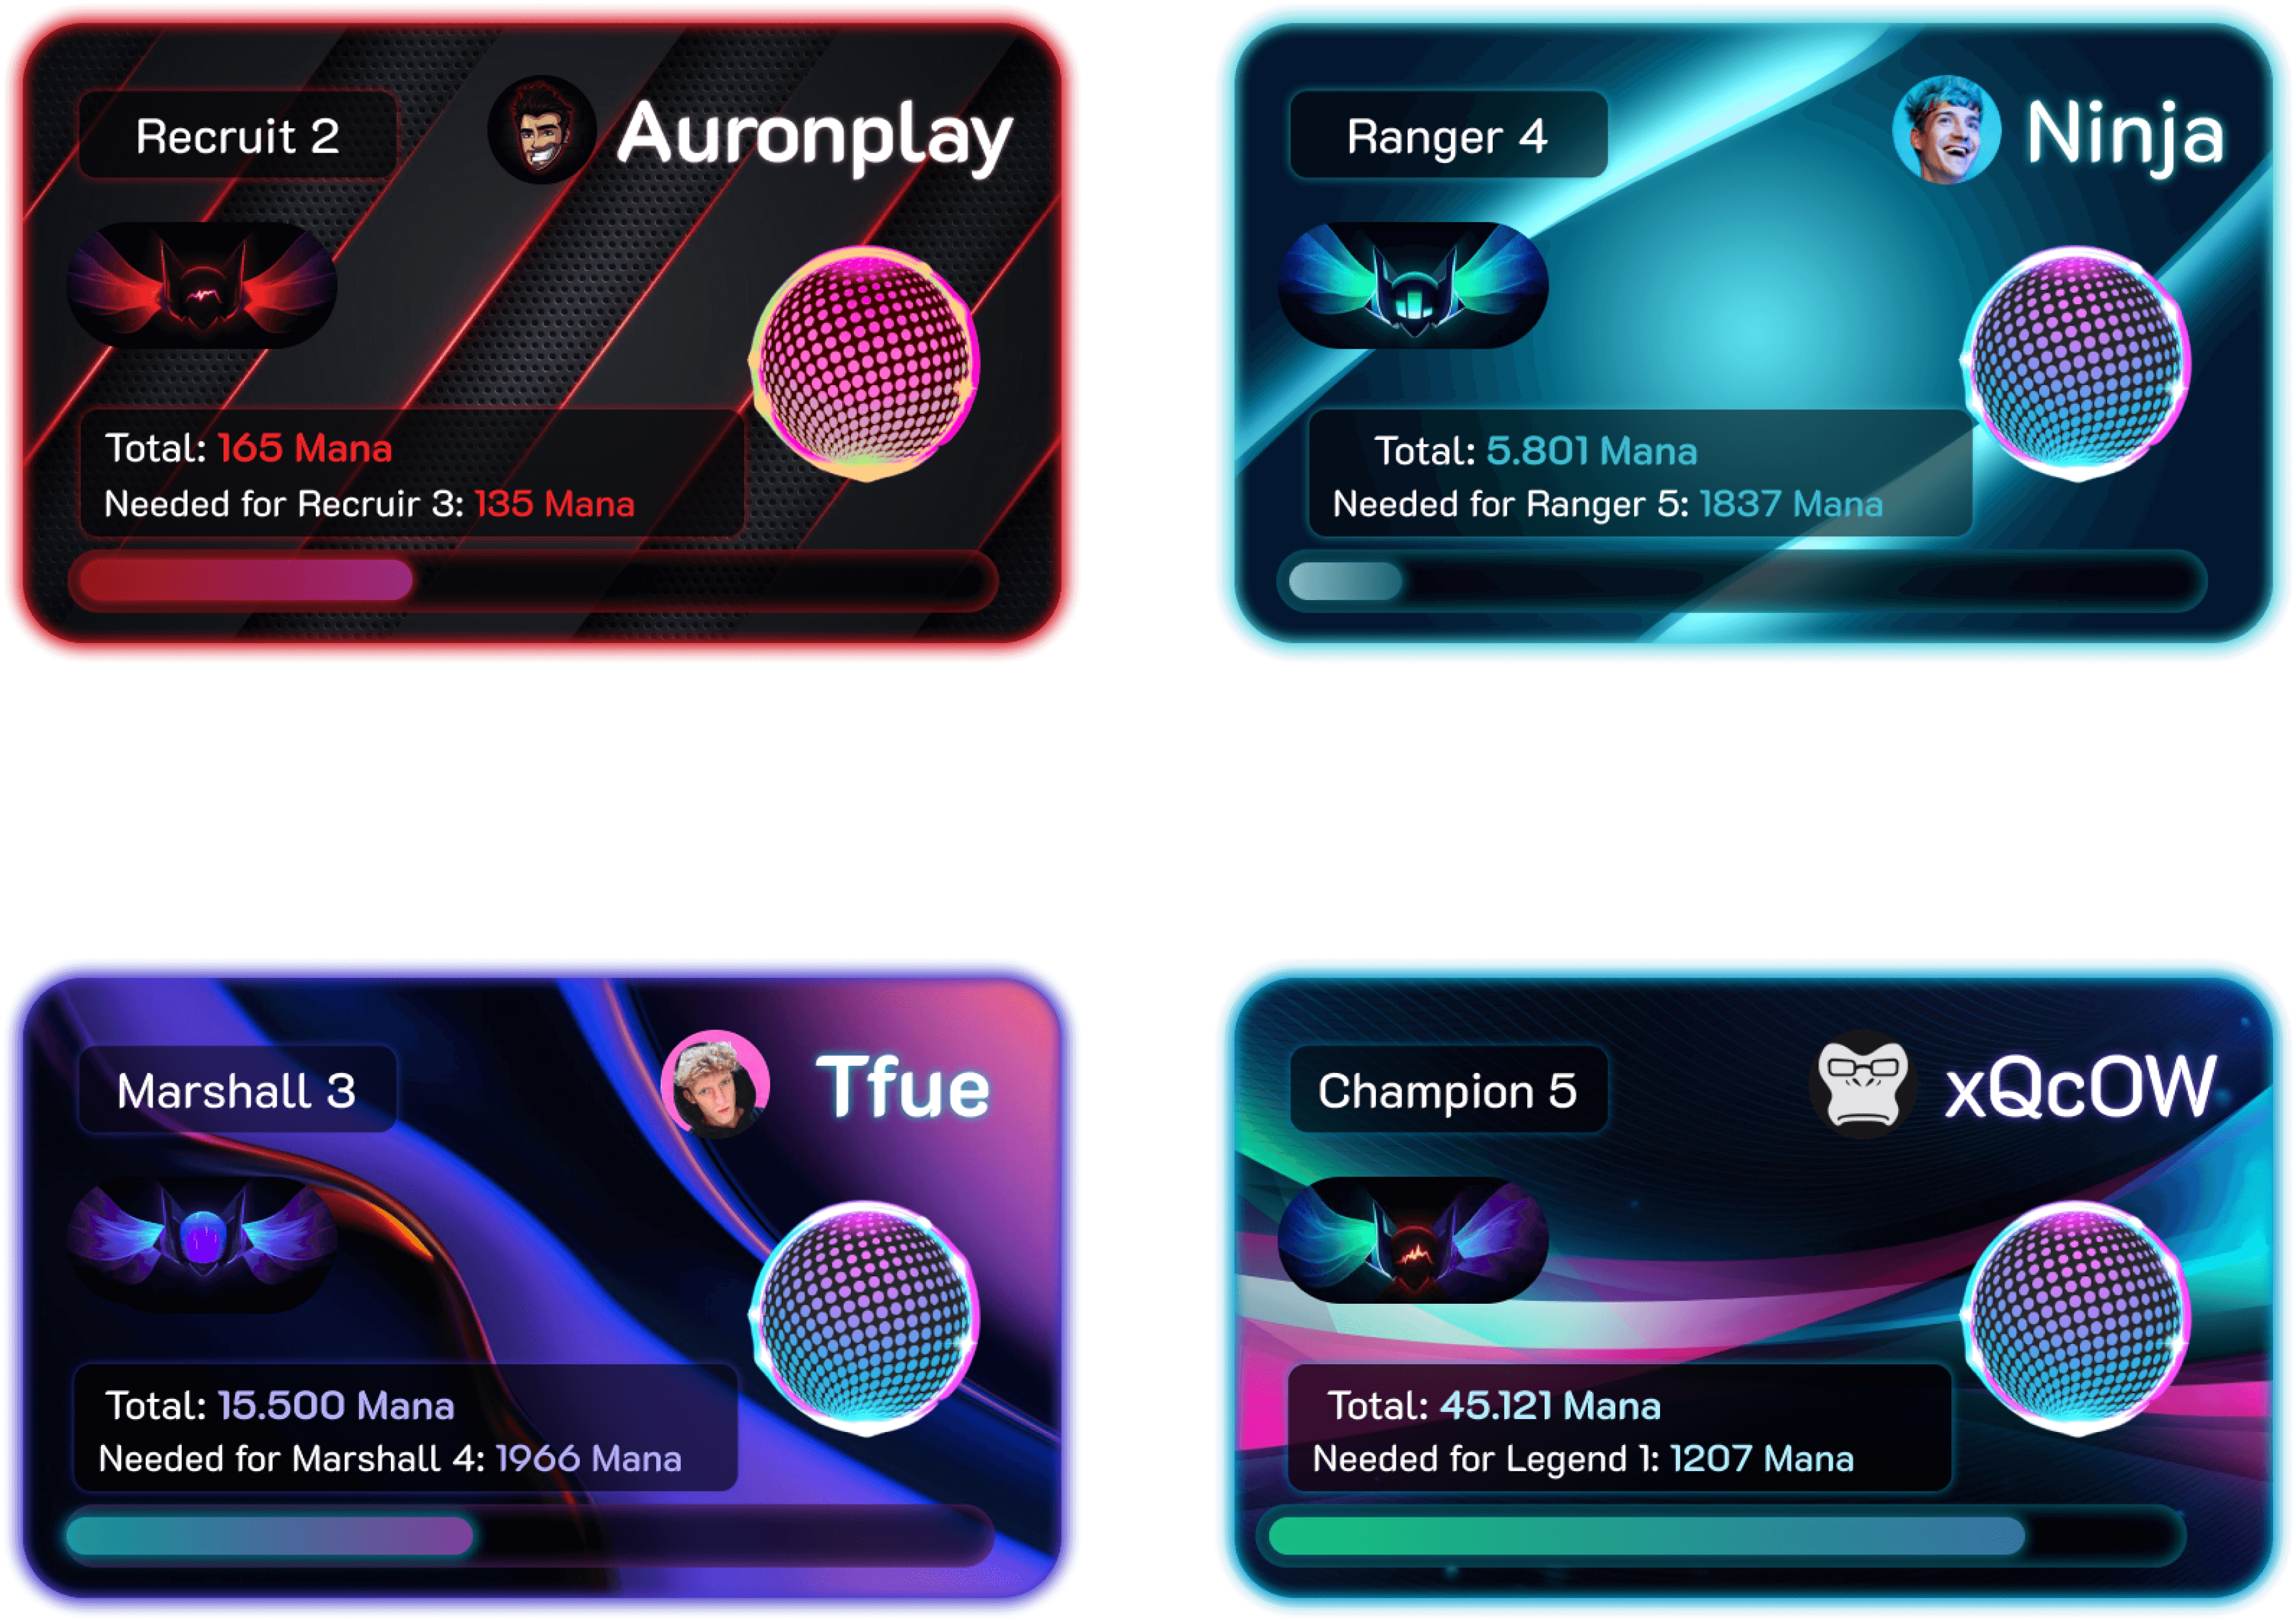 Recruit 2
Auronplay
Total: 165 Mana
Needed for Recruir 3: 135 Mana
Ranger 4
Ninja
Total: 5.801 Mana
Needed for Ranger 5: 1837 Mana
Marshall 3
Tfue
Total: 15.500 Mana
Needed for Marshall 4: 1966 Mana
Champion 5
xQcOW
Total: 45.121 Mana
Needed for Legend 1: 1207 Mana